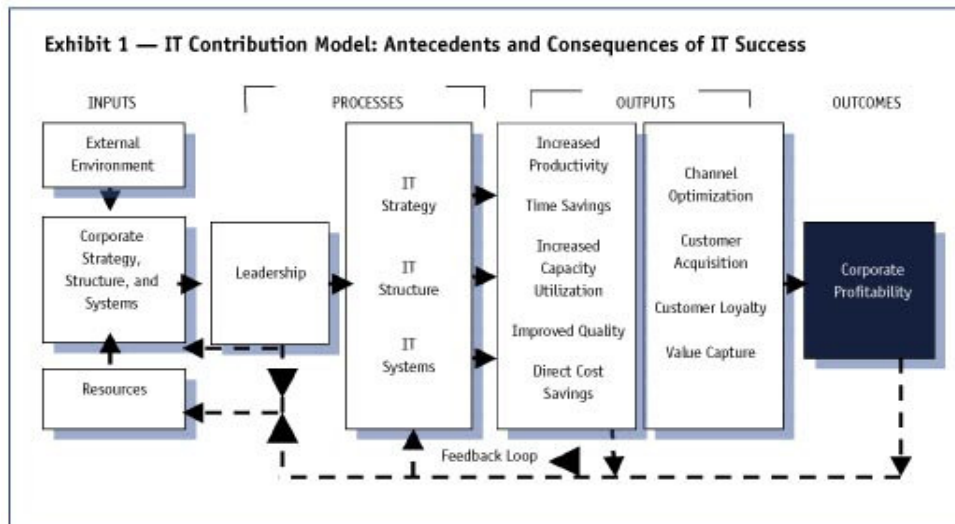 Exhibit 1 — IT Contribution Model: Antecedents and Consequences of IT Success
INPUTS
PROCESSES
OUTPUTS
OUTCOMES
External
Environment
Corporate
Strategy,
Structure, and
Systems
Resources
Leadership
IT
Strategy
IT
Structure
IT
Systems
Increased
Productivity
Time Savings
Increased
Capacity
Utilization
Improved Quality
Direct Cost
Savings
Channel
Optimization
Customer
Acquisition
Customer Loyalty
Value Capture
Corporate
Profitability
Feedback Loop